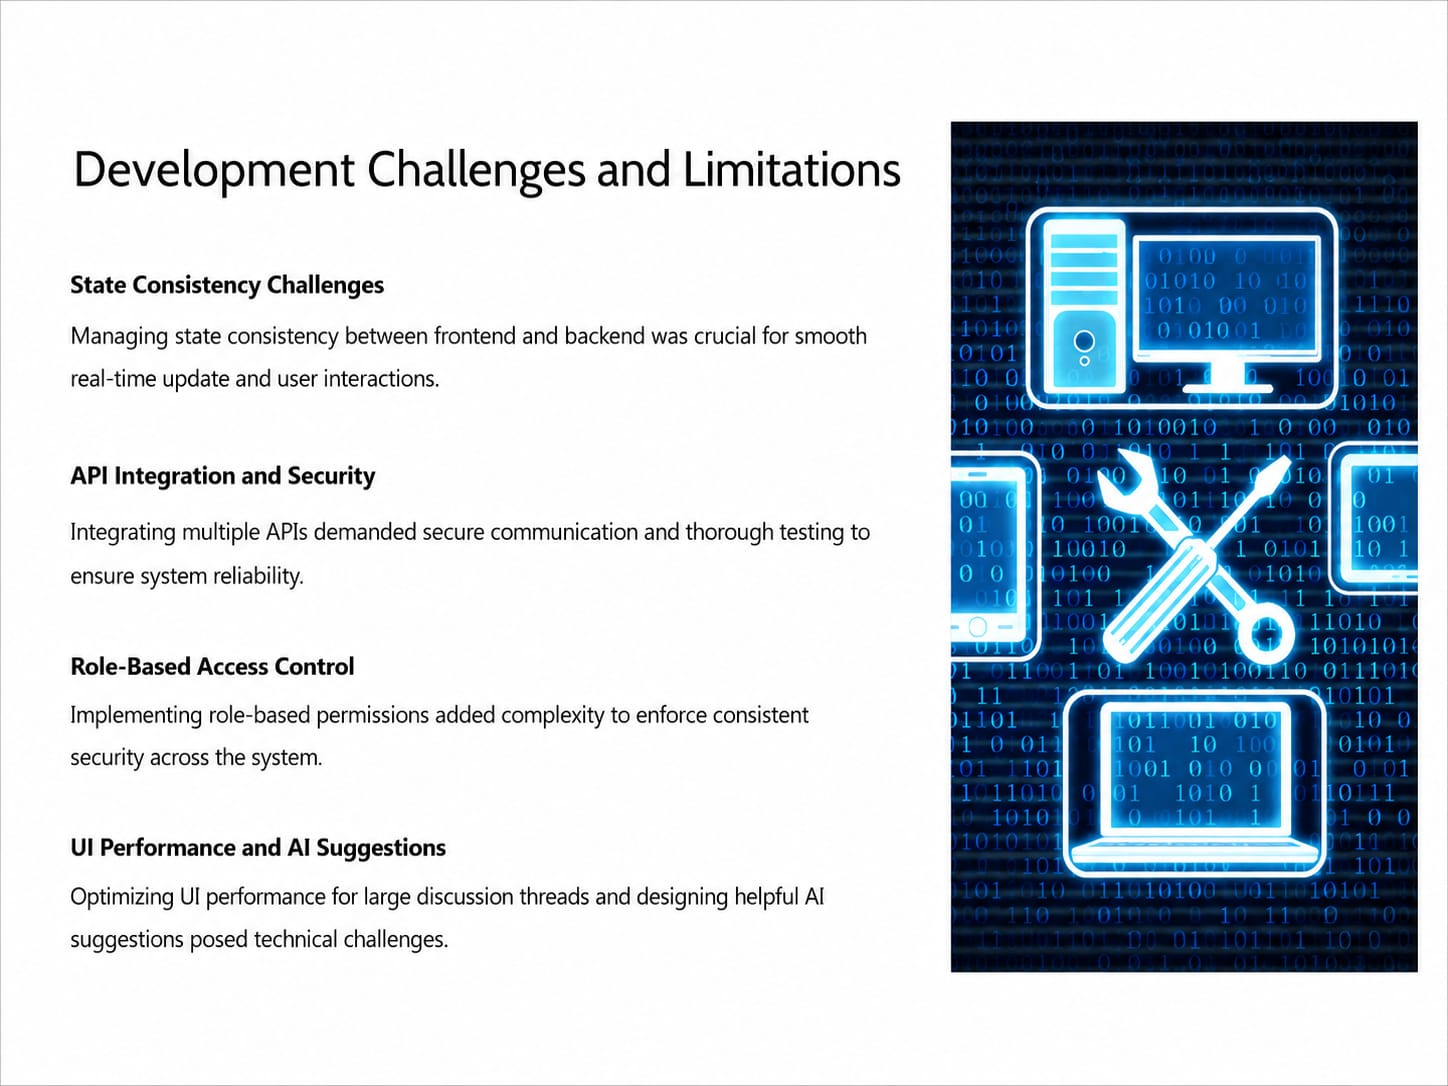 Development Challenges and Limitations
State Consistency Challenges
Managing state consistency between frontend and backend was crucial for smooth
real-time update and user interactions.
API Integration and Security
Integrating multiple APIs demanded secure communication and thorough testing to
ensure system reliability.
Role-Based Access Control
Implementing role-based permissions added complexity to enforce consistent
security across the system.
UI Performance and AI Suggestions
Optimizing UI performance for large discussion threads and designing helpful AI
suggestions posed technical challenges.